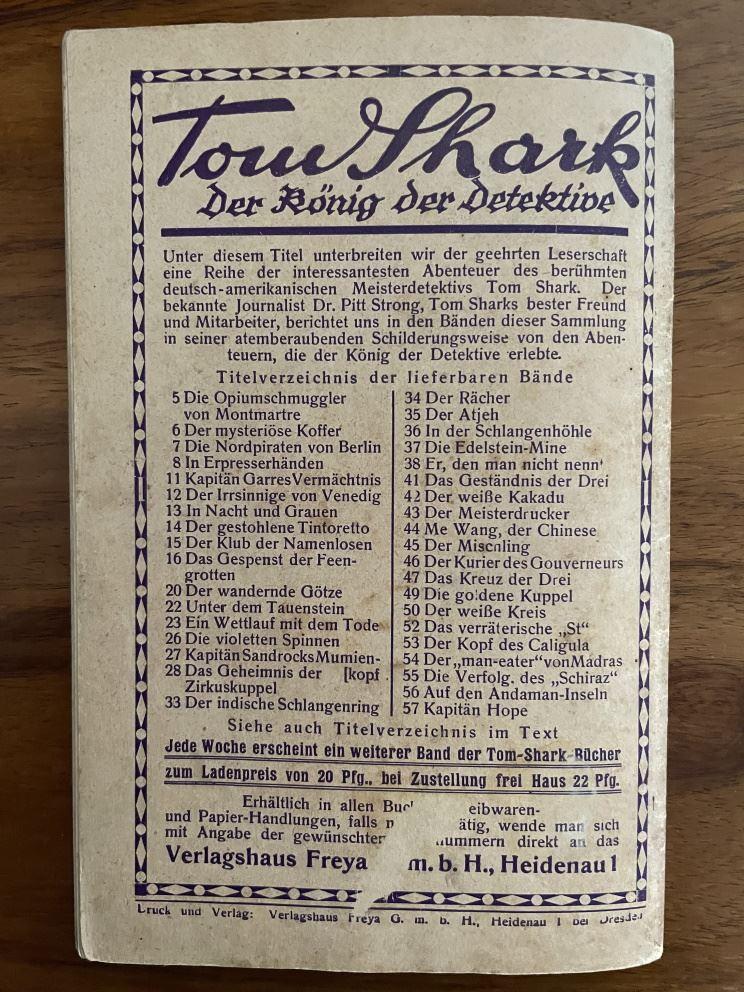 Tom Shark
Der König der Detektive
Unter diesem Titel unterbreiten wir der geehrten Leserschaft
eine Reihe der interessantesten Abenteuer des berühmten
deutsch-amerikanischen Meisterdetektivs Tom Shark. Der
bekannte Journalist Dr. Pitt Strong, Tom Sharks bester Freund
und Mitarbeiter, berichtet uns in den Bänden dieser Sammlung
in seiner atemberaubenden Schilderungsweise von den Aben-
teuern, die der König der Detektive erlebte.
Titelverzeichnis der lieferbaren Bände
5 Die Opiumschmuggler
von Montmartre
6 Der mysteriöse Koffer
7 Die Nordpiraten von Berlin
8 In Erpresserhänden
11 Kapitän Garres Vermächtnis
12 Der Irrsinnige von Venedig
13 In Nacht und Grauen
14 Der gestohlene Tintoretto
15 Der Klub der Namenlosen
16 Das Gespenst der Feen-
grotten
20 Der wandernde Götze
22 Unter dem Tauenstein
23 Ein Wettlauf mit dem Tode
26 Die violetten Spinnen
27 Kapitän Sandrocks Mumien-
28 Das Geheimnis der [kopf
Zirkuskuppel
33 Der indische Schlangenring
34 Der Rächer
35 Der Atjeh
36 In der Schlangenhöhle
37 Die Edelstein-Mine
38 Er, den man nicht nenn'
41 Das Geständnis der Drei
42 Der weiße Kakadu
43 Der Meisterdrucker
44 Me Wang, der Chinese
45 Der Mischling
46 Der Kurier des Gouverneurs
47 Das Kreuz der Drei
49 Die goldene Kuppel
50 Der weiße Kreis
52 Das verräterische „St“
53 Der Kopf des Caligula
54 Der „man-eater“ von Madras
55 Die Verfolg. des „Schiraz“
56 Auf den Andaman-Inseln
57 Kapitän Hope
Siehe auch Titelverzeichnis im Text
Jede Woche erscheint ein weiterer Band der Tom-Shark-Bücher
zum Ladenpreis von 20 Pfg., bei Zustellung frei Haus 22 Pfg.
Erhältlich in allen Buc eibwaren-
und Papier-Handlungen, falls n ätig, wende man sich
mit Angabe der gewünschten nummern direkt an das
Verlagshaus Freya m. b. H., Heidenau 1
Druck und Verlag: Verlagshaus Freya G. m. b. H., Heidenau 1 bei Dresden